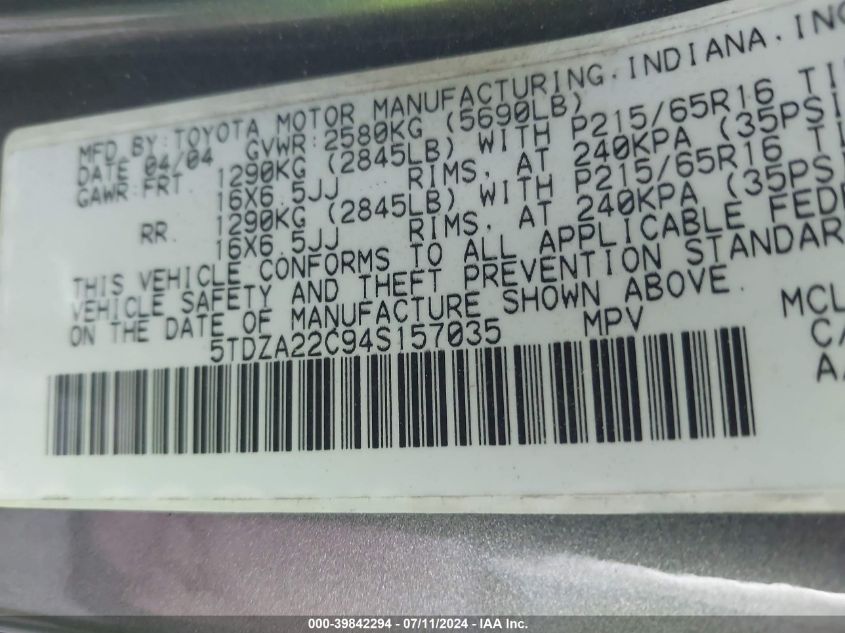 MFD BY: TOYOTA MOTOR MANUFACTURING, INDIANA, INC
DATE 04/04 GVWR: 2580KG (5690LB)
GAWR: FRT. 1290KG (2845LB) WITH P215/65R16
16X6.5JJ RIMS, AT 240KPA (35PSI
RR. 1290KG (2845LB) WITH P215/65R16
16X6.5JJ RIMS, AT 240KPA (35PS
THIS VEHICLE CONFORMS TO ALL APPLICABLE
VEHICLE SAFETY AND THEFT PREVENTION
ON THE DATE OF MANUFACTURE SHOWN ABOVE.
5TDZA22C94S157035 MPV
000-39842294 - 07/11/2024 - IAA Inc.